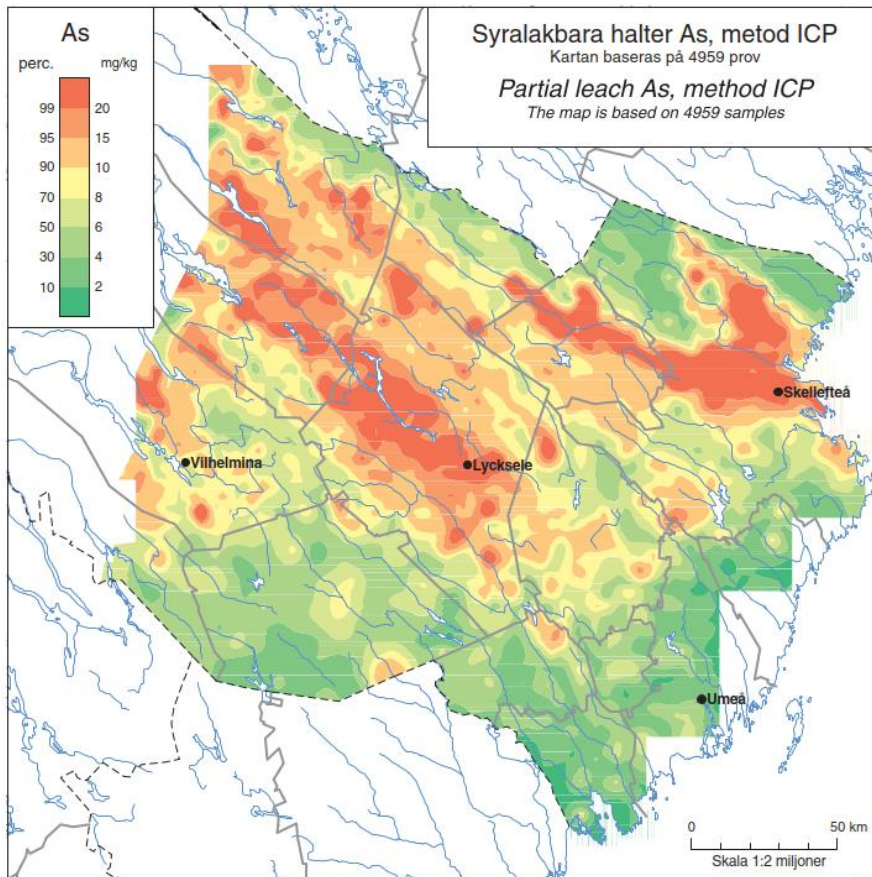 As
perc. mg/kg
99 20
95 15
90 10
70 8
50 6
30 4
10 2
Syralakbara halter As, metod ICP
Kartan baseras på 4959 prov
Partial leach As, method ICP
The map is based on 4959 samples
Skellefteå
Vilhelmina
Lycksele
Umeå
0 50 km
Skala 1:2 miljoner